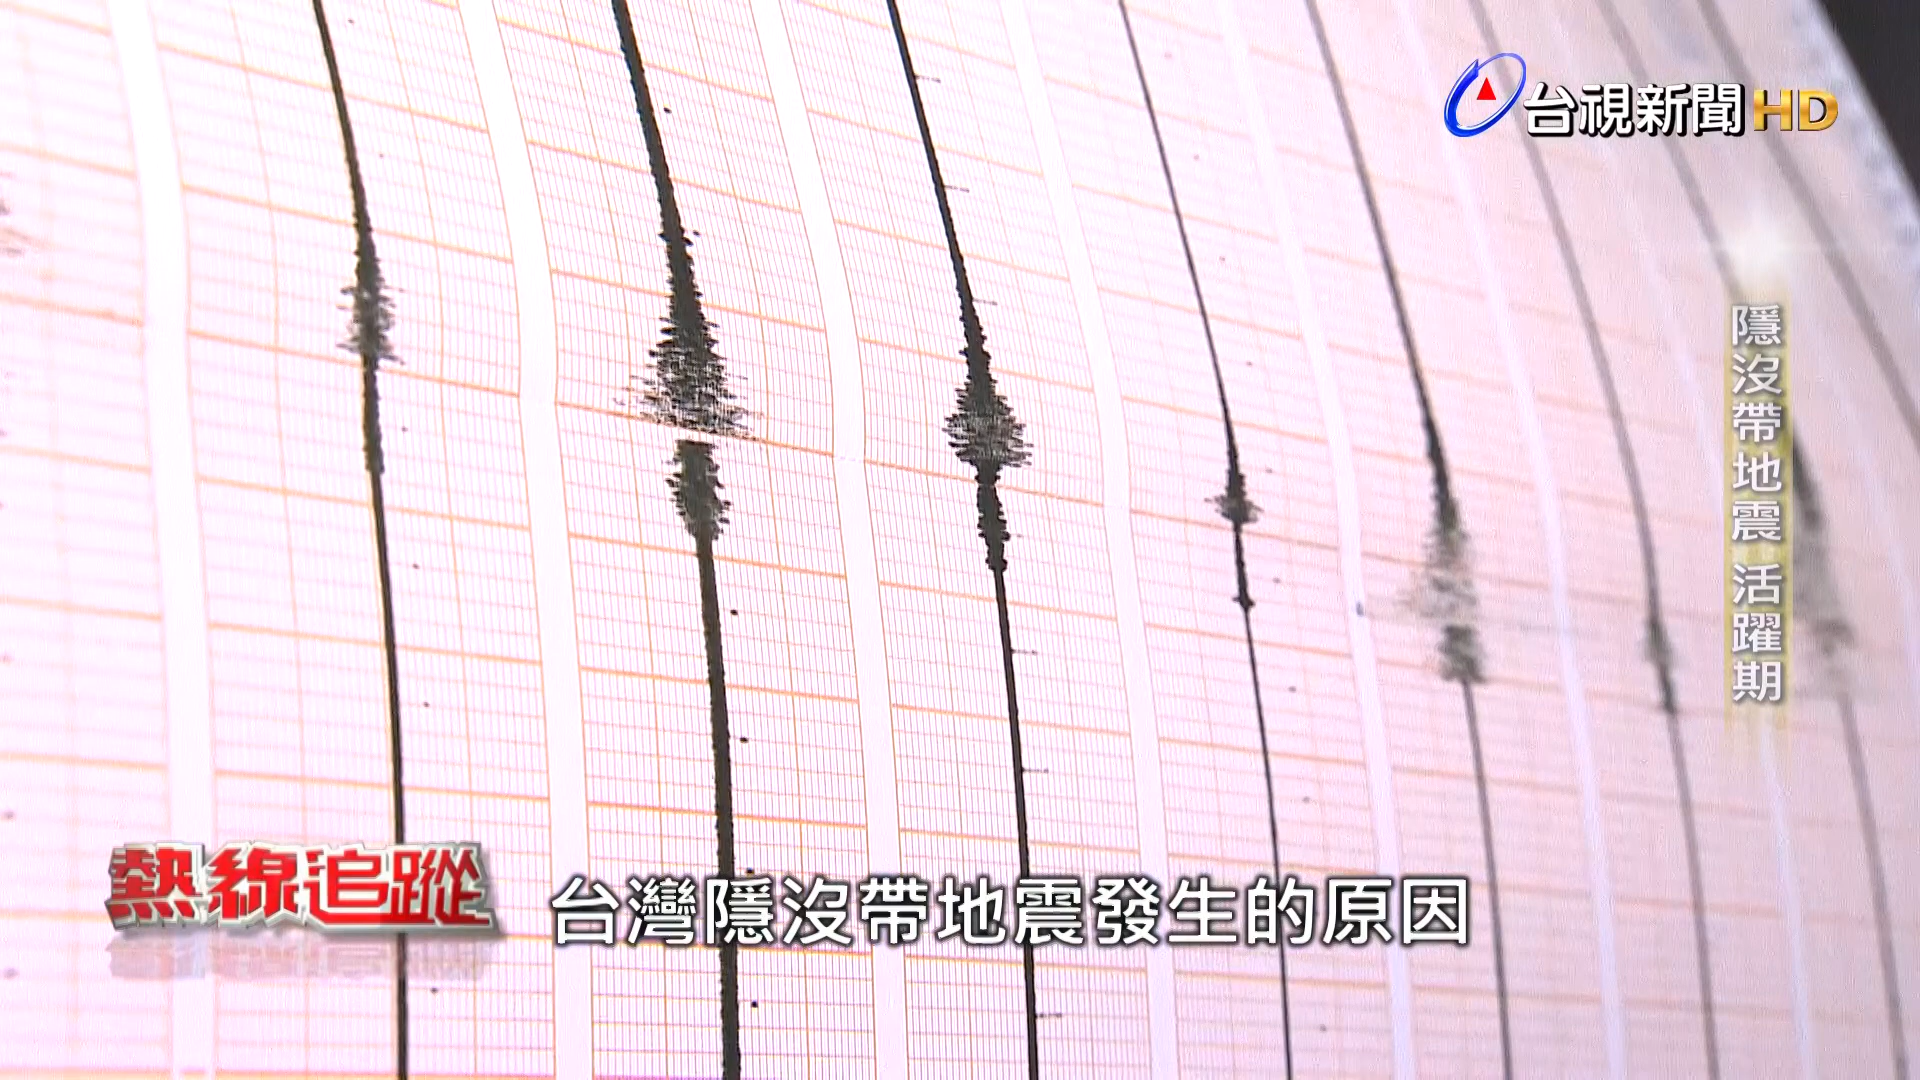 台視新聞HD
隱沒帶地震 活躍期
熱線追蹤
台灣隱沒帶地震發生的原因